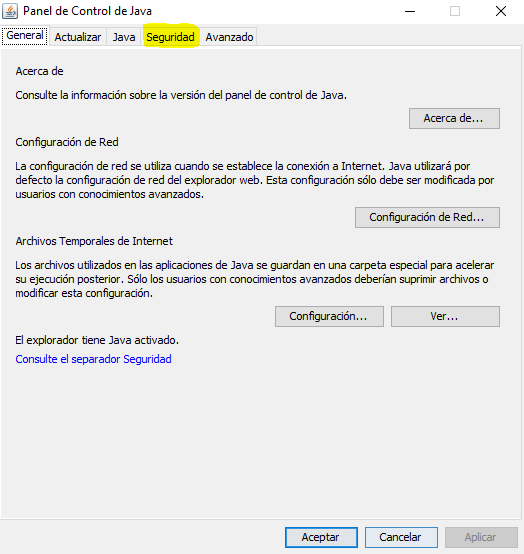 Panel de Control de Java
General Actualizar Java Seguridad Avanzado
Acerca de
Consulte la información sobre la versión del panel de control de Java.
Acerca de...
Configuración de Red
La configuración de red se utiliza cuando se establece la conexión a Internet. Java utilizará por
defecto la configuración de red del explorador web. Esta configuración sólo debe ser modificada por
usuarios con conocimientos avanzados.
Configuración de Red...
Archivos Temporales de Internet
Los archivos utilizados en las aplicaciones de Java se guardan en una carpeta especial para acelerar
su ejecución posterior. Sólo los usuarios con conocimientos avanzados deberían suprimir archivos o
modificar esta configuración.
Configuración... Ver...
El explorador tiene Java activado.
Consulte el separador Seguridad
Aceptar Cancelar Aplicar